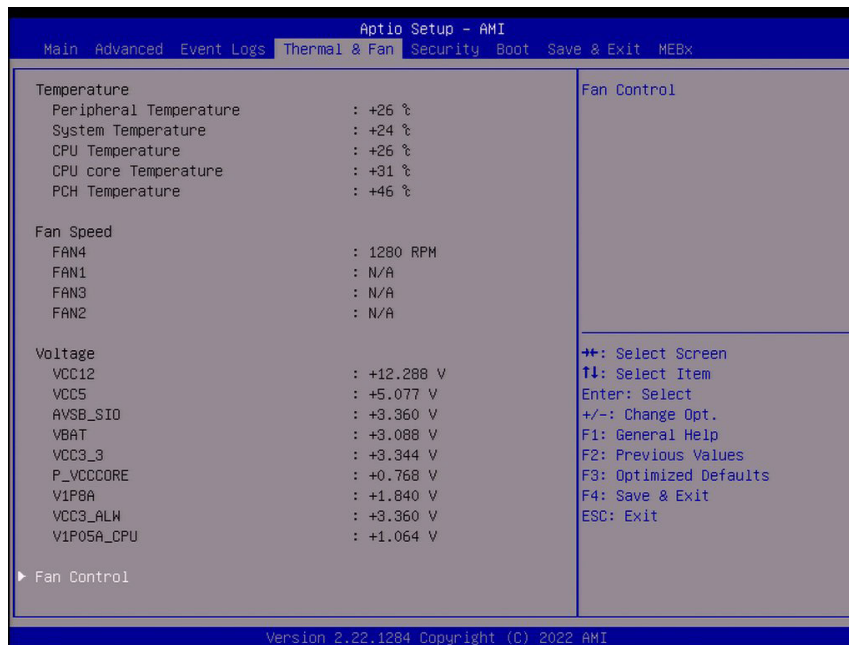 Aptio Setup - AMI
Main Advanced Event Logs Thermal & Fan Security Boot Save & Exit MEBx
Temperature
Peripheral Temperature : +26 ℃
System Temperature : +24 ℃
CPU Temperature : +26 ℃
CPU core Temperature : +31 ℃
PCH Temperature : +46 ℃
Fan Speed
FAN4 : 1280 RPM
FAN1 : N/A
FAN3 : N/A
FAN2 : N/A
Voltage
VCC12 : +12.288 V
VCC5 : +5.077 V
AVSB_SIO : +3.360 V
VBAT : +3.088 V
VCC3_3 : +3.344 V
P_VCCCORE : +0.768 V
V1P8A : +1.840 V
VCC3_ALW : +3.360 V
V1P05A_CPU : +1.064 V
▶ Fan Control
Fan Control
→←: Select Screen
↑↓: Select Item
Enter: Select
+/-: Change Opt.
F1: General Help
F2: Previous Values
F3: Optimized Defaults
F4: Save & Exit
ESC: Exit
Version 2.22.1284 Copyright (C) 2022 AMI